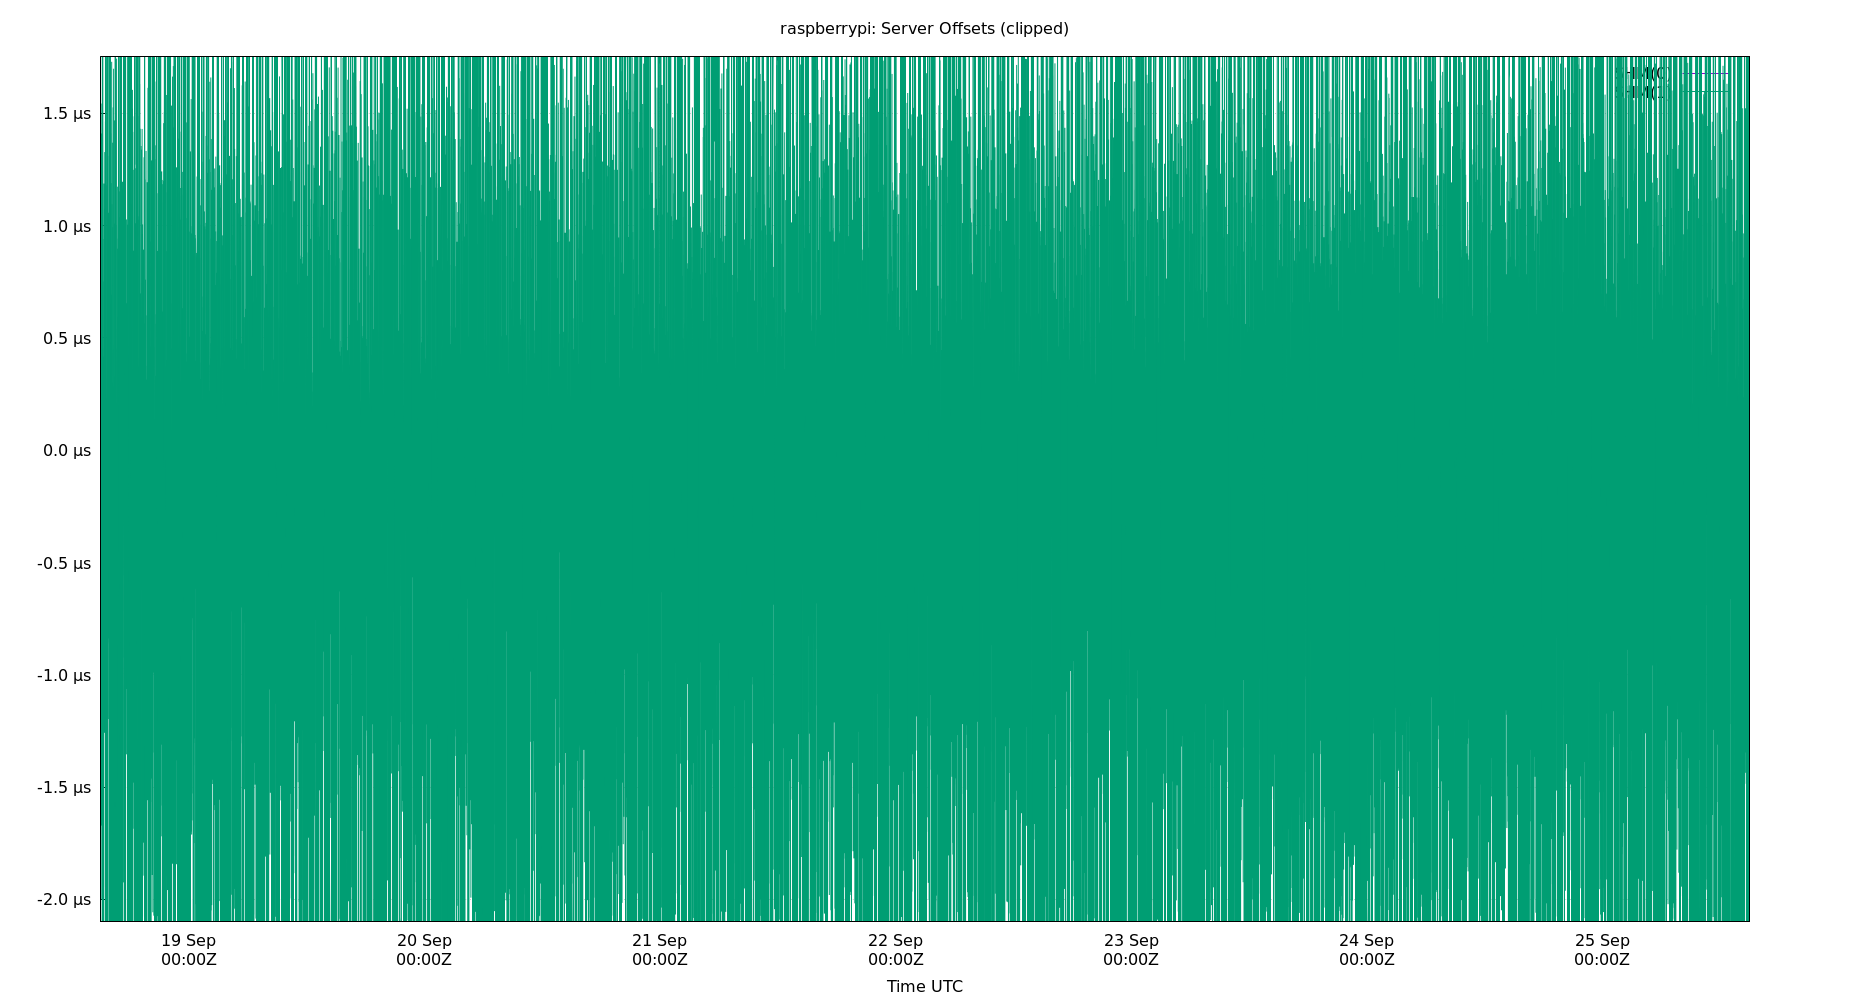 raspberrypi: Server Offsets (clipped)
SHM(0)
1.5 µs
1.0 µs
0.5 µs
0.0 µs
-0.5 µs
-1.0 µs
-1.5 µs
-2.0 µs
19 Sep
00:00Z
20 Sep
00:00Z
21 Sep
00:00Z
22 Sep
00:00Z
23 Sep
00:00Z
24 Sep
00:00Z
25 Sep
00:00Z
Time UTC